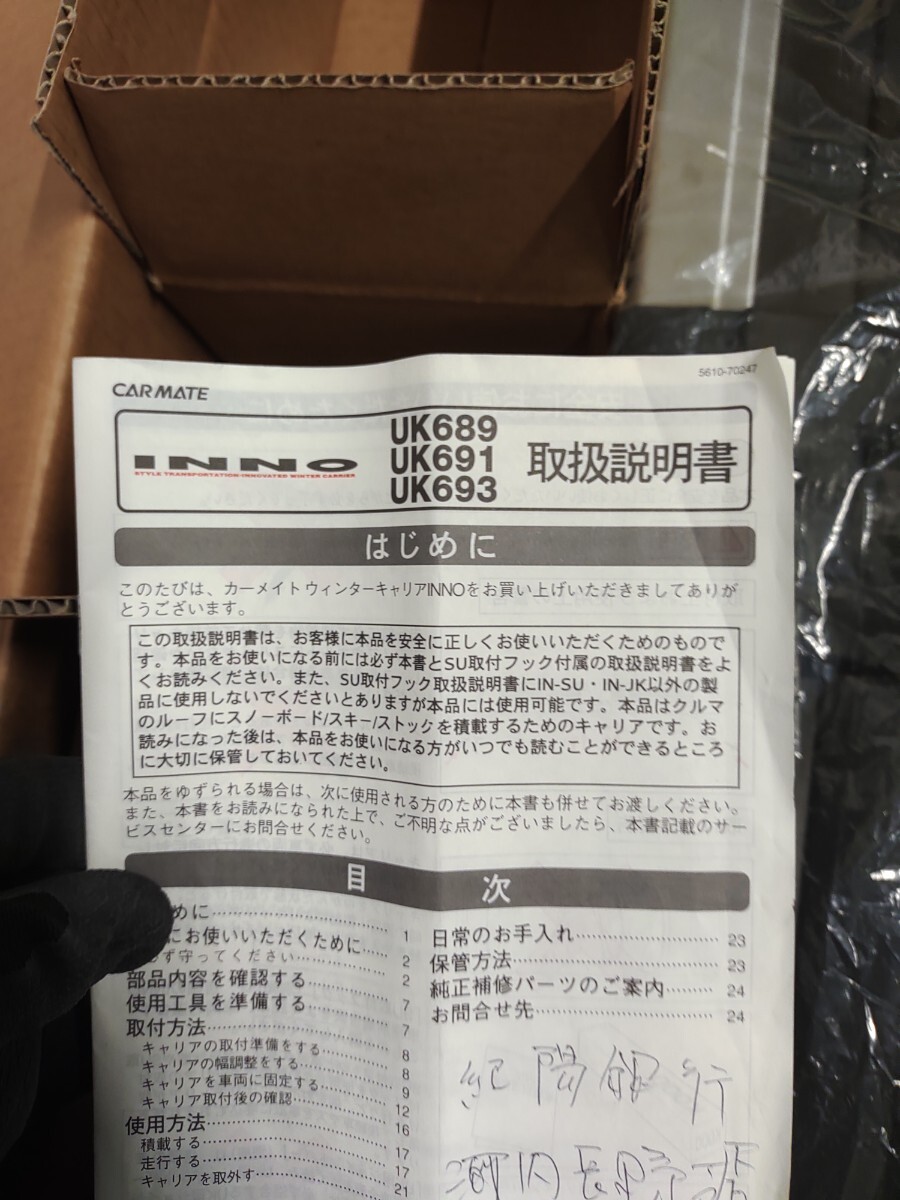 5610-70247
CARMATE
INNO
STYLE TRANSPORTATION-INNOVATED WINTER CARRIER
UK689
UK691
UK693
取扱説明書
はじめに
このたびは、カーメイト ウィンターキャリアINNOをお買い上げいただきましてありが
とうございます。
この取扱説明書は、お客様に本品を安全に正しくお使いいただくためのもので
す。本品をお使いになる前には必ず本書とSU取付フック付属の取扱説明書をよ
くお読みください。また、SU取付フック取扱説明書にIN-SU・IN-JK以外の製
品に使用しないでくださいとありますが本品には使用可能です。本品はクルマ
のルーフにスノーボード/スキー/ストックを積載するためのキャリアです。お
読みになった後は、本品をお使いになる方がいつでも読むことができるところ
に大切に保管しておいてください。
本品をゆずられる場合は、次に使用される方のために本書も併せてお渡しください。
また、本書をお読みになられた上で、ご不明な点がございましたら、本書記載のサー
ビスセンターにお問合せください。
目次
めに 1
にお使いいただくために 2
ず守ってください 2
部品内容を確認する 7
使用工具を準備する 7
取付方法 8
キャリアの取付準備をする 8
キャリアの幅調整をする 9
キャリアを車両に固定する 12
キャリア取付後の確認 16
使用方法 17
積載する 17
走行する 21
キャリアを取外す
日常のお手入れ 23
保管方法 23
純正補修パーツのご案内 24
お問合せ先 24
紀陽銀行
河内長野支店